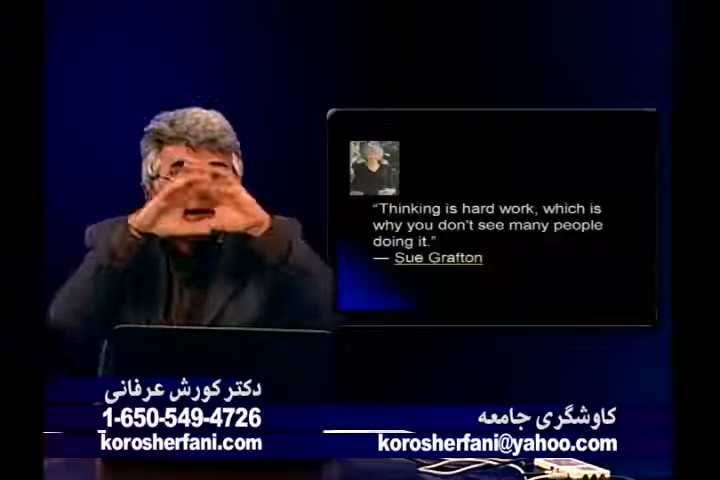 “Thinking is hard work, which is
why you don't see many people
doing it.”
— Sue Grafton
دکتر کورش عرفانی
1-650-549-4726
korosherfani.com
کاوشگری جامعه
korosherfani@yahoo.com